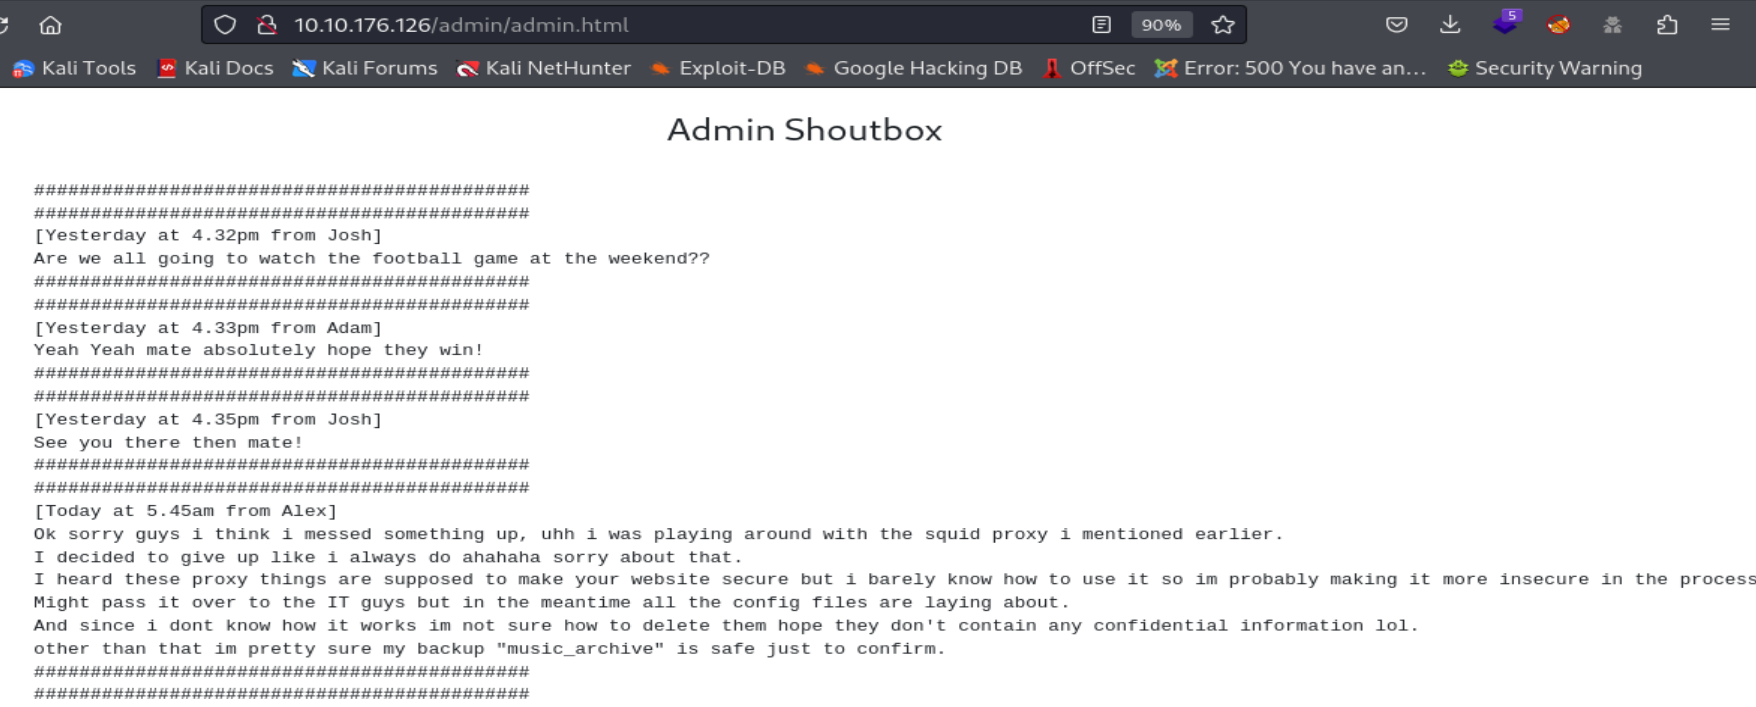 10.10.176.126/admin/admin.html
90%
5
Kali Tools Kali Docs Kali Forums Kali NetHunter Exploit-DB Google Hacking DB OffSec Error: 500 You have an... Security Warning
Admin Shoutbox
############################################
############################################
[Yesterday at 4.32pm from Josh]
Are we all going to watch the football game at the weekend??
############################################
############################################
[Yesterday at 4.33pm from Adam]
Yeah Yeah mate absolutely hope they win!
############################################
############################################
[Yesterday at 4.35pm from Josh]
See you there then mate!
############################################
############################################
[Today at 5.45am from Alex]
Ok sorry guys i think i messed something up, uhh i was playing around with the squid proxy i mentioned earlier.
I decided to give up like i always do ahahaha sorry about that.
I heard these proxy things are supposed to make your website secure but i barely know how to use it so im probably making it more insecure in the process
Might pass it over to the IT guys but in the meantime all the config files are laying about.
And since i dont know how it works im not sure how to delete them hope they don't contain any confidential information lol.
other than that im pretty sure my backup "music_archive" is safe just to confirm.
############################################
############################################